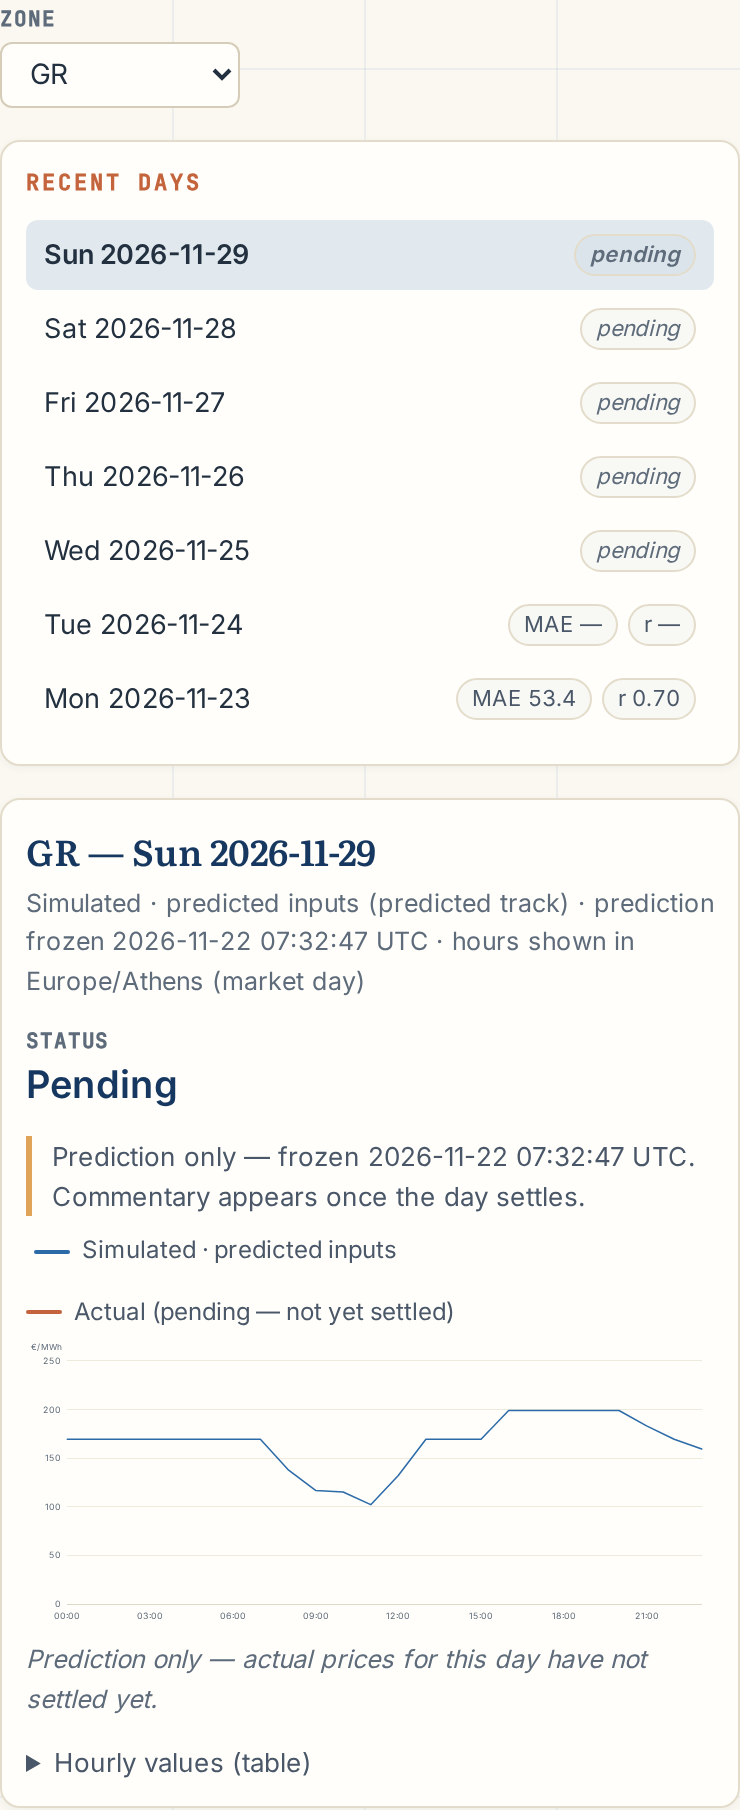 ZONE
GR
RECENT DAYS
Sun 2026-11-29 pending
Sat 2026-11-28 pending
Fri 2026-11-27 pending
Thu 2026-11-26 pending
Wed 2026-11-25 pending
Tue 2026-11-24 MAE — r —
Mon 2026-11-23 MAE 53.4 r 0.70
GR — Sun 2026-11-29
Simulated · predicted inputs (predicted track) · prediction
frozen 2026-11-22 07:32:47 UTC · hours shown in
Europe/Athens (market day)
STATUS
Pending
Prediction only — frozen 2026-11-22 07:32:47 UTC.
Commentary appears once the day settles.
Simulated · predicted inputs
Actual (pending — not yet settled)
€/MWh
250
200
150
100
50
0
00:00 03:00 06:00 09:00 12:00 15:00 18:00 21:00
Prediction only — actual prices for this day have not
settled yet.
Hourly values (table)